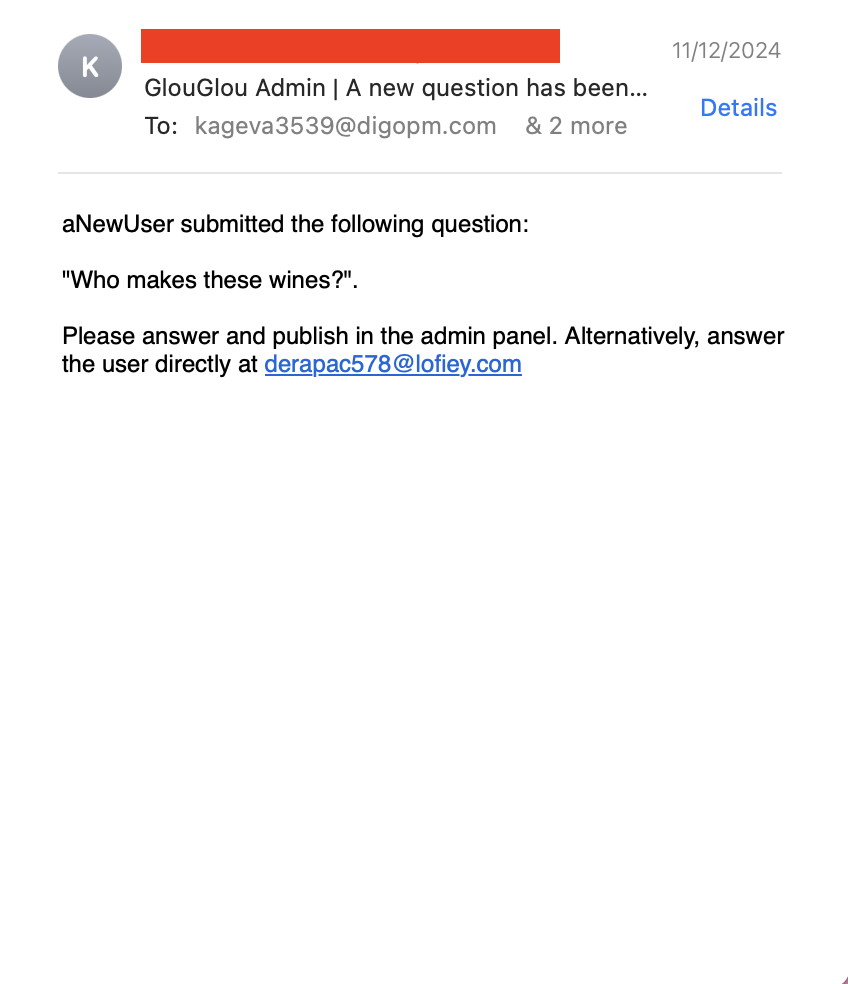 K
11/12/2024
GlouGlou Admin | A new question has been...
Details
To: kageva3539@digopm.com & 2 more
aNewUser submitted the following question:
"Who makes these wines?".
Please answer and publish in the admin panel. Alternatively, answer
the user directly at derapac578@lofiey.com